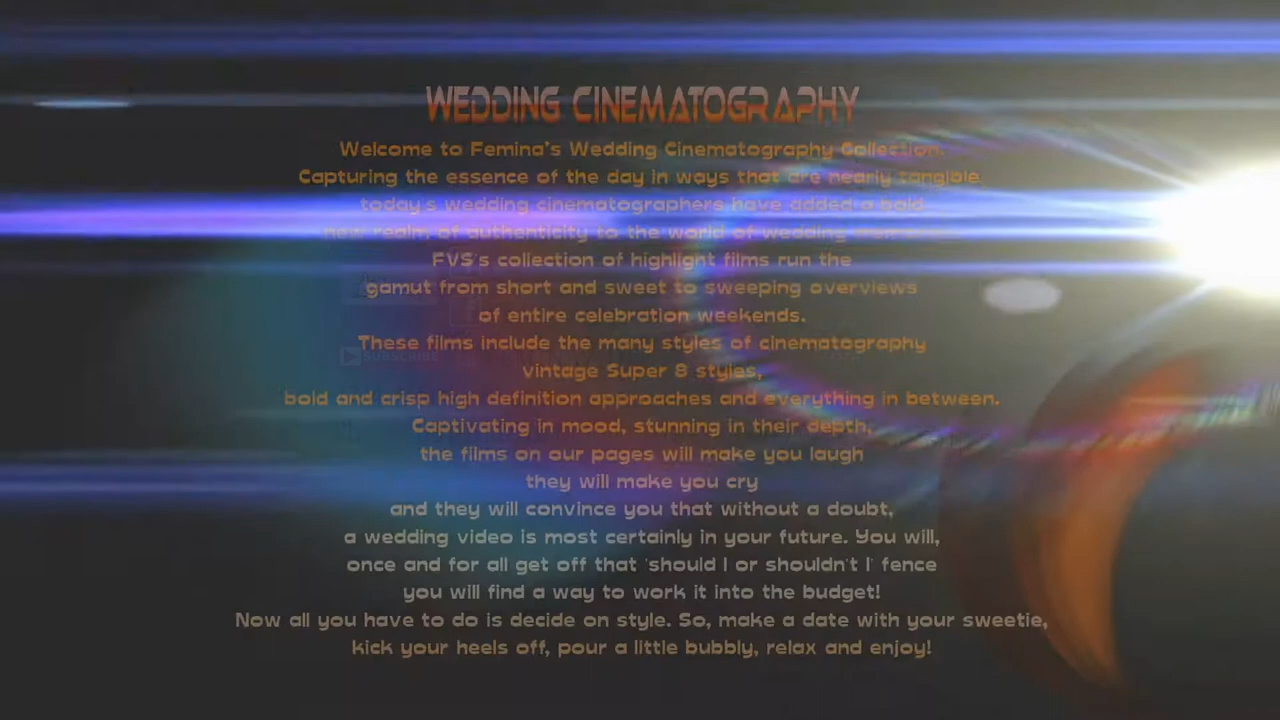 WEDDING CINEMATOGRAPHY
Welcome to Femina's Wedding Cinematography Collection.
Capturing the essence of the day in ways that are nearly tangible,
today's wedding cinematographers have added a bold
new realm of authenticity to the world of wedding
FVS's collection of highlight films run the
gamut from short and sweet to sweeping overviews
of entire celebration weekends.
These films include the many styles of cinematography
vintage Super 8 styles,
bold and crisp high definition approaches and everything in between.
Captivating in mood, stunning in their depth,
the films on our pages will make you laugh
they will make you cry
and they will convince you that without a doubt,
a wedding video is most certainly in your future. You will,
once and for all get off that 'should I or shouldn't I' fence
you will find a way to work it into the budget!
Now all you have to do is decide on style. So, make a date with your sweetie,
kick your heels off, pour a little bubbly, relax and enjoy!
SUBSCRIBE